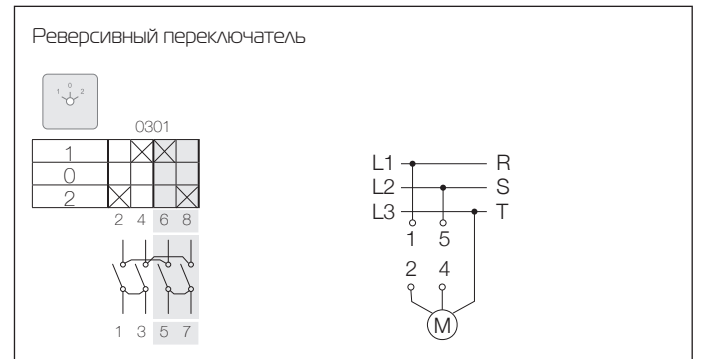 Реверсивный переключатель
1 0 2
0301
1
0
2
2 4 6 8
1 3 5 7
L1 R
L2 S
L3 T
1 5
2 4
M